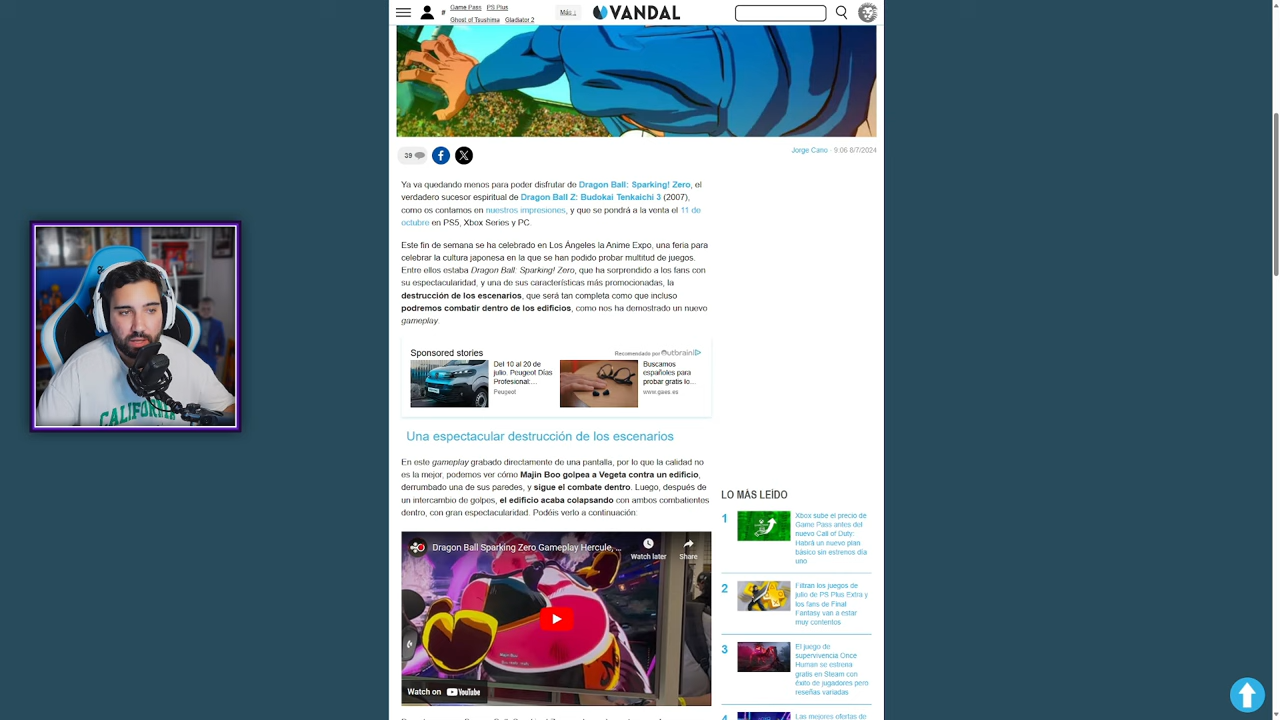 #
Game Pass PS Plus
Ghost of Tsushima Gladiator 2
Más ↓
VANDAL
39
Jorge Cano · 9:06 8/7/2024
Ya va quedando menos para poder disfrutar de Dragon Ball: Sparking! Zero, el
verdadero sucesor espiritual de Dragon Ball Z: Budokai Tenkaichi 3 (2007),
como os contamos en nuestros impresiones, y que se pondrá a la venta el 11 de
octubre en PS5, Xbox Series y PC.
Este fin de semana se ha celebrado en Los Ángeles la Anime Expo, una feria para
celebrar la cultura japonesa en la que se han podido probar multitud de juegos.
Entre ellos estaba Dragon Ball: Sparking! Zero, que ha sorprendido a los fans con
su espectacularidad, y una de sus características más promocionadas, la
destrucción de los escenarios, que será tan completa como que incluso
podremos combatir dentro de los edificios, como nos ha demostrado un nuevo
gameplay.
Sponsored stories
Recomendado por Outbrain
Del 10 al 20 de
julio. Peugeot Días
Profesional:...
Peugeot
Buscamos
españoles para
probar gratis lo...
www.gaes.es
Una espectacular destrucción de los escenarios
En este gameplay grabado directamente de una pantalla, por lo que la calidad no
es la mejor, podemos ver cómo Majin Boo golpea a Vegeta contra un edificio,
derrumbado una de sus paredes, y sigue el combate dentro. Luego, después de
un intercambio de golpes, el edificio acaba colapsando con ambos combatientes
dentro, con gran espectacularidad. Podéis verlo a continuación:
Dragon Ball Sparking Zero Gameplay Hercule, ...
Watch later
Share
Watch on YouTube
LO MÁS LEÍDO
1
Xbox sube el precio de
Game Pass antes del
nuevo Call of Duty:
Habrá un nuevo plan
básico sin estrenos día
uno
2
Filtran los juegos de
julio de PS Plus Extra y
los fans de Final
Fantasy van a estar
muy contentos
3
El juego de
supervivencia Once
Human se estrena
gratis en Steam con
éxito de jugadores pero
reseñas variadas
4
Las mejores ofertas de
CALIFORNIA